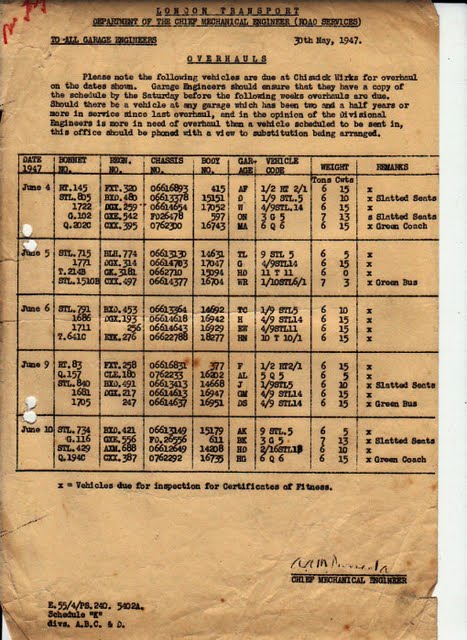 LONDON TRANSPORT
DEPARTMENT OF THE CHIEF MECHANICAL ENGINEER (ROAD SERVICES)
TO ALL GARAGE ENGINEERS 30th May, 1947.
OVERHAULS
Please note the following vehicles are due at Chiswick Works for overhaul
on the dates shown. Garage Engineers should ensure that they have a copy of
the schedule by the Saturday before the following weeks overhauls are due.
Should there be a vehicle at any garage which has been two and a half years or
more in service since last overhaul, and in the opinion of the Divisional
Engineer is more in need of overhaul than a vehicle scheduled to be sent in,
this office should be phoned with a view to substitution being arranged.
DATE 1947 BONNET NO. REGN. NO. CHASSIS NO. BODY NO. GAR-AGE VEHICLE CODE WEIGHT REMARKS
Tons Cwts
June 4 RT.145 FXT.320 06616893 415 AF 1/2 RT 2/1 6 15 x
STL.805 BXD.480 06613378 15151 D 1/9 STL.5 6 10 x Slatted Seats
1722 DGX.259 06614654 17052 W 4/9STL.14 6 15 x
G.102 GXE.542 FO26478 597 ON 3 G 5 7 13 s Slatted Seats
Q.202C CXX.395 0762300 16743 MA 6 Q 6 6 15 x Green Coach
June 5 STL.715 BLH.774 06613130 14631 TL 9 STL 5 6 5 x
1771 DGX.314 06614703 17047 G 4/9STL14 6 15 x
T.214B GK.3181 0662710 15094 HO 11 T 11 6 0 x
STL.1510B CXX.497 06614377 16704 WR 1/10STL6/1 7 3 x Green Bus
June 6 STL.791 BXD.453 06613364 14692 TC 1/9 STL5 6 10 x
1686 DGX.193 06614618 16942 H 4/9 STL14 6 15 x
1711 256 06614643 16929 EW 4/9STL11 6 15 x
T.641C EYK.276 06622788 18277 HN 10 T 10/1 6 15 x
June 9 RT.83 FXT.258 06616831 377 F 1/2 RT2/1 6 15 x
Q.157 CLE.180 0762233 16202 AL 5 Q 5 6 5 x
STL.840 BXD.491 06613413 14668 J 1/9STL5 6 10 x Slatted Seats
1681 DGX.217 06614613 16947 GM 4/9 STL14 6 15 x
1705 247 06614637 16951 DS 4/9 STL14 6 15 x Green Bus
June 10 STL.734 BXD.421 06613149 15179 AK 9 STL.5 6 5 x
G.116 GXE.556 FO.26556 611 BK 3 G 5 7 13 x Slatted Seats
STL.429 AXM.688 06612649 14208 HO 2/16STL18 6 10 x
Q.194C CXX.387 0762292 16735 HG 6 Q 6 6 15 x Green Coach
x = Vehicles due for inspection for Certificates of Fitness.
CHIEF MECHANICAL ENGINEER
E.55/4/PS.240. 5402A.
Schedule "K"
divs. A.B.C. & D.